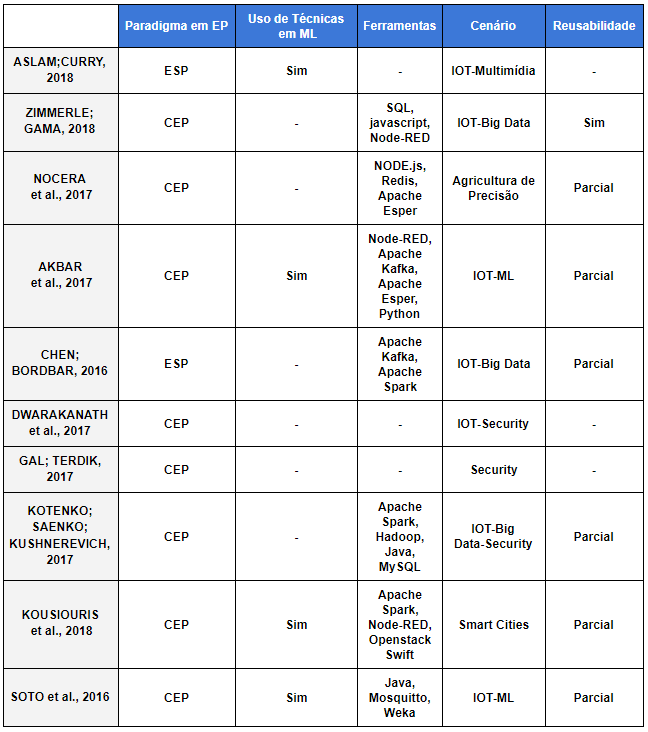 Paradigma em EP
Uso de Técnicas
em ML
Ferramentas
Cenário
Reusabilidade
ASLAM;CURRY,
2018
ESP
Sim
-
IOT-Multimídia
-
ZIMMERLE;
GAMA, 2018
CEP
-
SQL,
javascript,
Node-RED
IOT-Big Data
Sim
NOCERA
et al., 2017
CEP
-
NODE.js,
Redis,
Apache
Esper
Agricultura de
Precisão
Parcial
AKBAR
et al., 2017
CEP
Sim
Node-RED,
Apache
Kafka,
Apache
Esper,
Python
IOT-ML
Parcial
CHEN;
BORDBAR, 2016
ESP
-
Apache
Kafka,
Apache
Spark
IOT-Big Data
Parcial
DWARAKANATH
et al., 2017
CEP
-
-
IOT-Security
-
GAL; TERDIK,
2017
CEP
-
-
Security
-
KOTENKO;
SAENKO;
KUSHNEREVICH,
2017
CEP
-
Apache
Spark,
Hadoop,
Java,
MySQL
IOT-Big
Data-Security
Parcial
KOUSIOURIS
et al., 2018
CEP
Sim
Apache
Spark,
Node-RED,
Openstack
Swift
Smart Cities
Parcial
SOTO et al., 2016
CEP
Sim
Java,
Mosquitto,
Weka
IOT-ML
Parcial